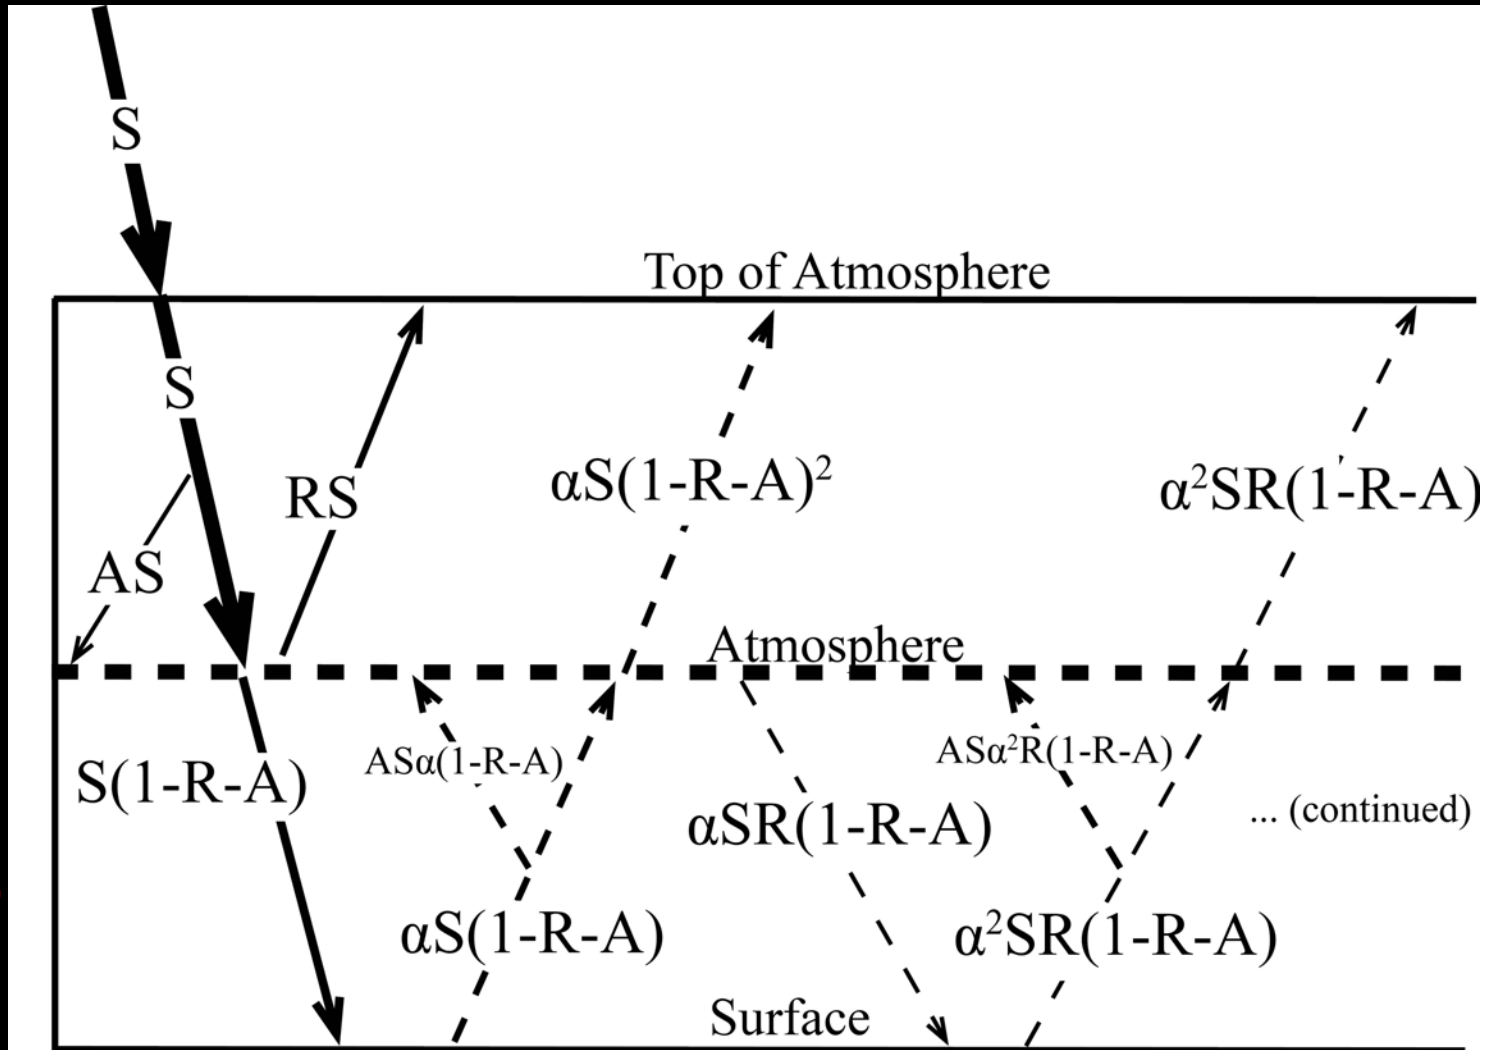 S
Top of Atmosphere
S
αS(1-R-A)²
α²SR(1-R-A)
RS
AS
Atmosphere
ASα(1-R-A)
ASα²R(1-R-A)
S(1-R-A)
... (continued)
αSR(1-R-A)
αS(1-R-A)
α²SR(1-R-A)
Surface